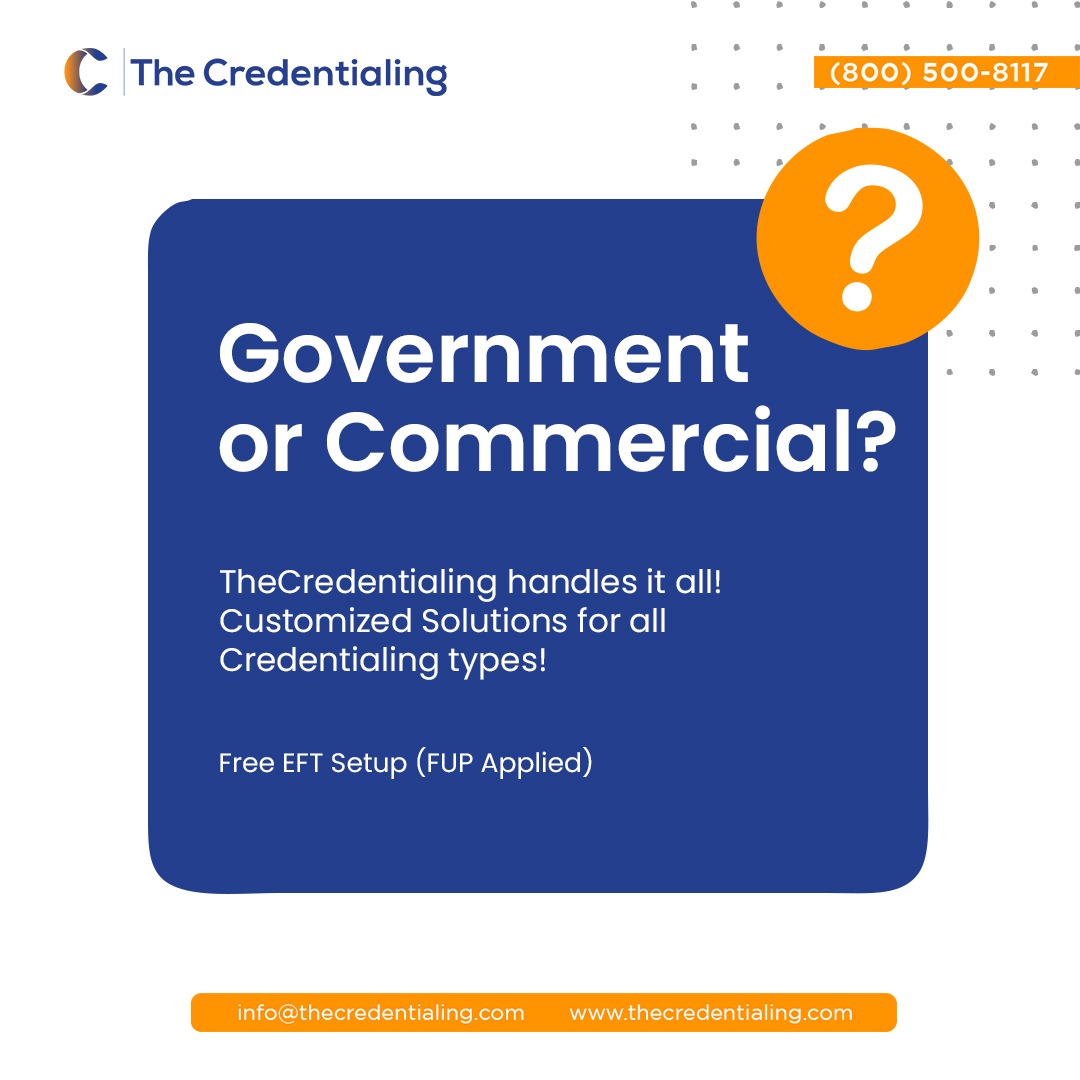 The Credentialing
(800) 500-8117
?
Government
or Commercial?
TheCredentialing handles it all!
Customized Solutions for all
Credentialing types!
Free EFT Setup (FUP Applied)
info@thecredentialing.com www.thecredentialing.com